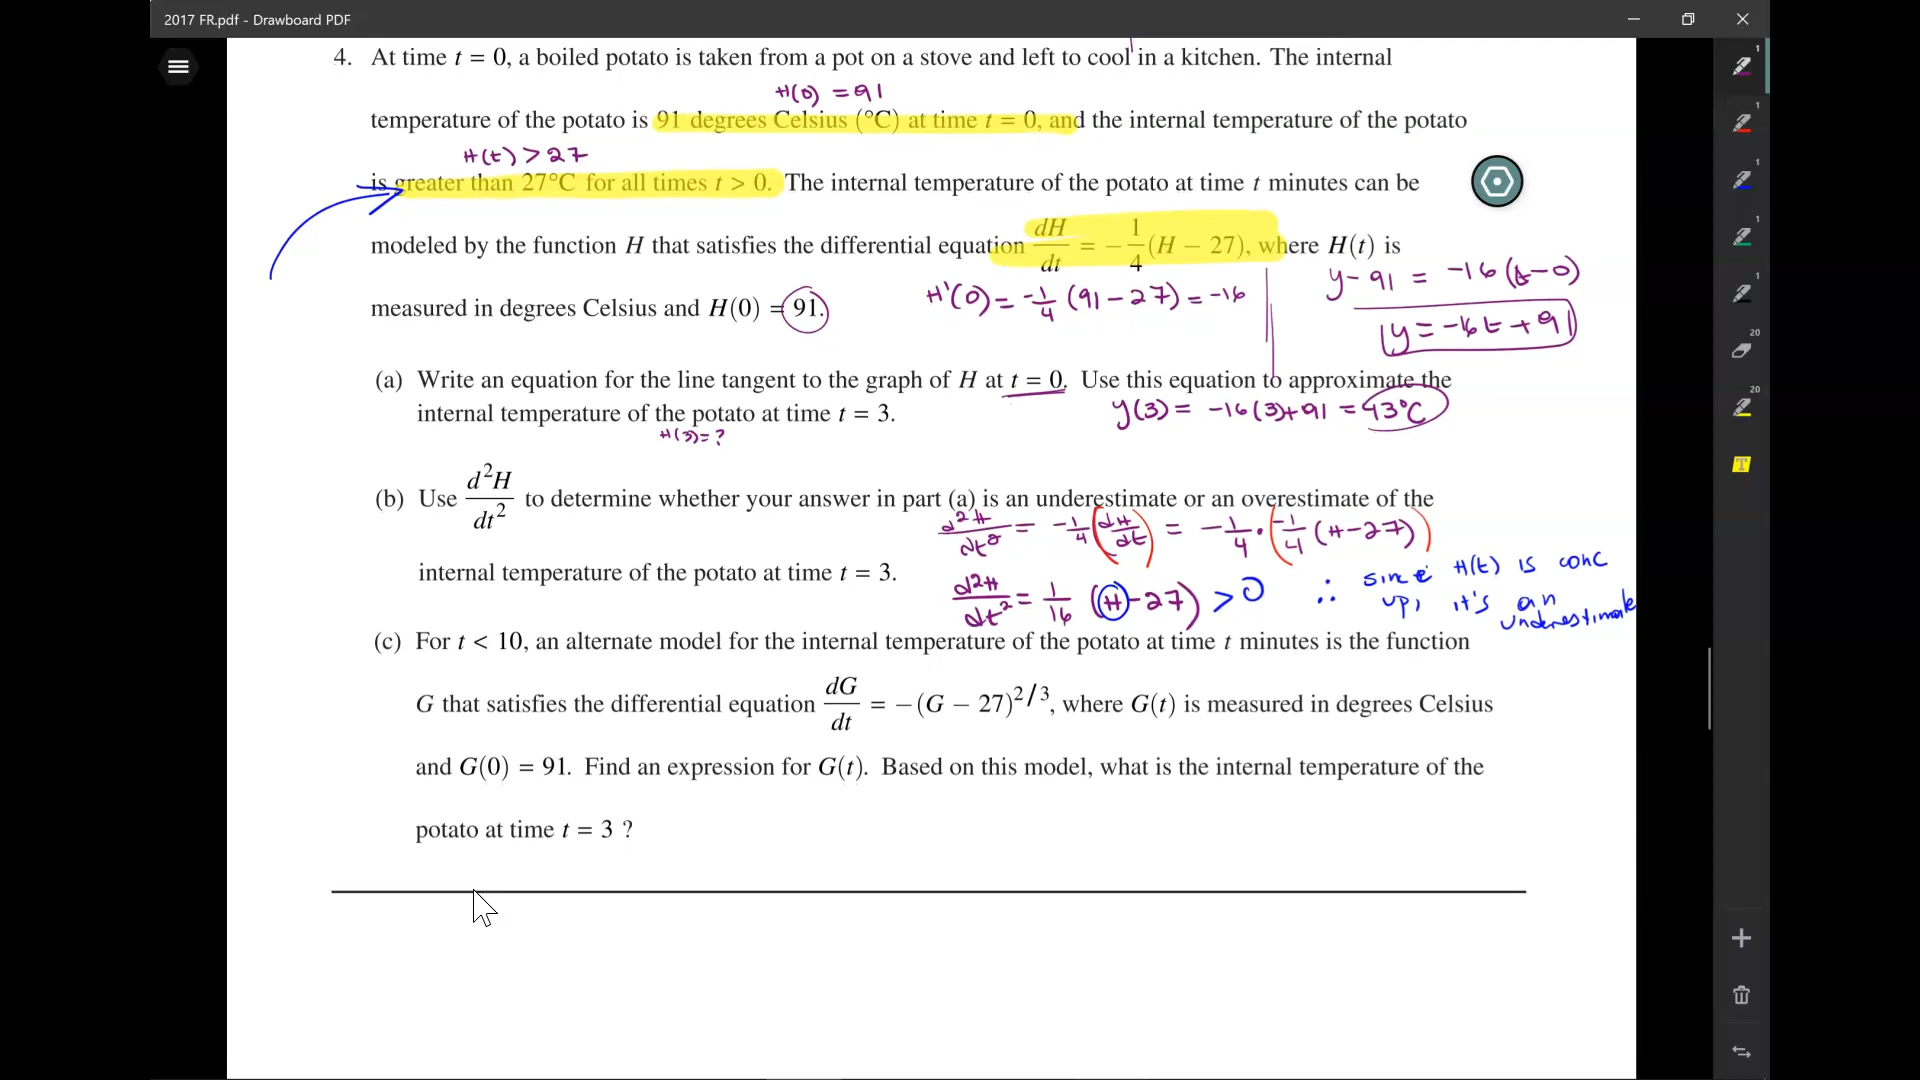 2017 FR.pdf - Drawboard PDF
4. At time t = 0, a boiled potato is taken from a pot on a stove and left to cool in a kitchen. The internal
H(0) = 91
temperature of the potato is 91 degrees Celsius (°C) at time t = 0, and the internal temperature of the potato
H(t) > 27
is greater than 27°C for all times t > 0. The internal temperature of the potato at time t minutes can be
modeled by the function H that satisfies the differential equation dH/dt = -1/4(H - 27), where H(t) is
H'(0) = -1/4 (91-27) = -16
y-91 = -16(t-0)
measured in degrees Celsius and H(0) = 91.
y = -16t + 91
(a) Write an equation for the line tangent to the graph of H at t = 0. Use this equation to approximate the
internal temperature of the potato at time t = 3.
y(3) = -16(3)+91 = 43°C
H(3)=?
(b) Use d²H/dt² to determine whether your answer in part (a) is an underestimate or an overestimate of the
d²H/dt² = -1/4 (dH/dt) = -1/4 · (-1/4 (H-27))
internal temperature of the potato at time t = 3.
d²H/dt² = 1/16 (H-27) > 0 ∴ since H(t) is conc
up, it's an
underestimate
(c) For t < 10, an alternate model for the internal temperature of the potato at time t minutes is the function
G that satisfies the differential equation dG/dt = -(G - 27)^2/3, where G(t) is measured in degrees Celsius
and G(0) = 91. Find an expression for G(t). Based on this model, what is the internal temperature of the
potato at time t = 3 ?
1
1
1
1
1
20
20
T